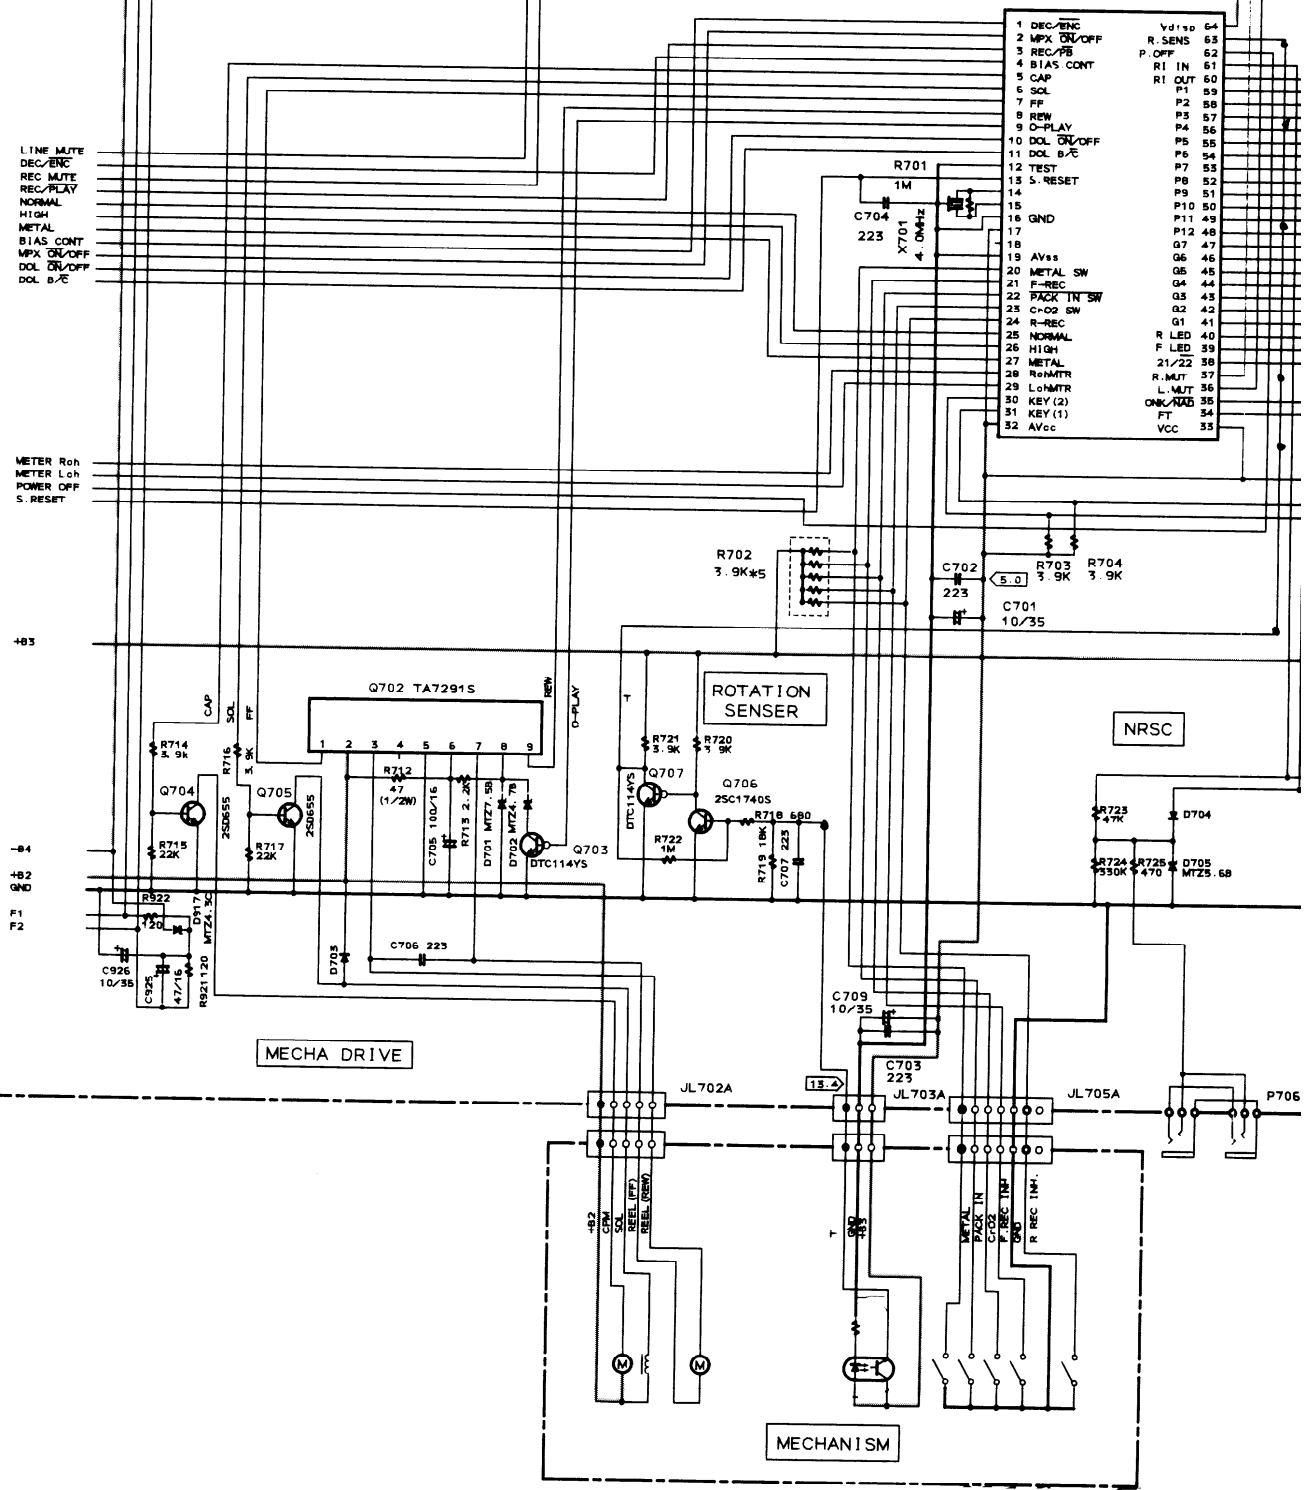 1 DEC/ENC
2 MPX ON/OFF
3 REC/PB
4 BIAS CONT
5 CAP
6 SOL
7 FF
8 REW
9 D-PLAY
10 DOL ON/OFF
11 DOL B/C
12 TEST
13 S.RESET
14
15
16 GND
17
18
19 AVss
20 METAL SW
21 F-REC
22 PACK IN SW
23 CrO2 SW
24 R-REC
25 NORMAL
26 HIGH
27 METAL
28 RohMTR
29 LohMTR
30 KEY(2)
31 KEY(1)
32 AVcc
Vdisp 64
R.SENS 63
P.OFF 62
RI IN 61
RI OUT 60
P1 59
P2 58
P3 57
P4 56
P5 55
P6 54
P7 53
P8 52
P9 51
P10 50
P11 49
P12 48
G7 47
G6 46
G5 45
G4 44
G3 43
G2 42
G1 41
R LED 40
F LED 39
21/22 38
R.MUT 37
L.MUT 36
ONK/NAD 35
FT 34
VCC 33
LINE MUTE
DEC/ENC
REC MUTE
REC/PLAY
NORMAL
HIGH
METAL
BIAS CONT
MPX ON/OFF
DOL ON/OFF
DOL B/C
R701
1M
C704
223
X701
4.0MHz
METER Roh
METER Loh
POWER OFF
S.RESET
R702
3.9K*5
C702
223
5.0
R703
3.9K
R704
3.9K
C701
10/35
+B3
CAP
SOL
FF
Q702 TA7291S
1 2 3 4 5 6 7 8 9
REW
D-PLAY
T
ROTATION
SENSER
NRSC
R714
3.9k
R716
3.9K
R721
3.9K
R720
3.9K
Q704
2SD655
Q705
2SD655
R712
47
(1/2W)
C705 100/16
R713 2.2K
D701 MTZ7.5B
D702 MTZ4.7B
Q703
DTC114YS
Q707
DTC114YS
Q706
2SC1740S
R718 680
R722
1M
R719 18K
C707 223
R723
47K
D704
R715
22K
R717
22K
R724
330K
R725
470
D705
MTZ5.6B
-B4
+B2
GND
F1
F2
R922
120
D917
MTZ4.3C
C926
10/35
C925
47/16
R921 120
D703
C706 223
C709
10/35
C703
223
13.4
MECHA DRIVE
JL702A
JL703A
JL705A
P706
+B2
CPM
SOL
REEL(FF)
REEL(REW)
T
GND
+B3
METAL
PACK IN
CrO2
F.REC INH
GND
R REC INH.
M
M
MECHANISM